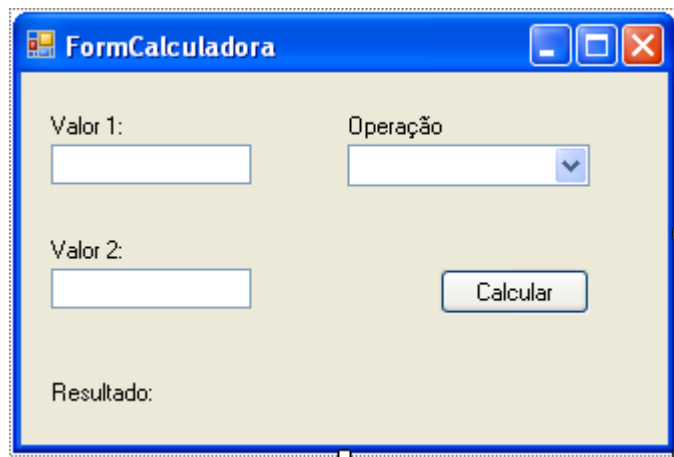 FormCalculadora
Valor 1:
Operação
Valor 2:
Calcular
Resultado: